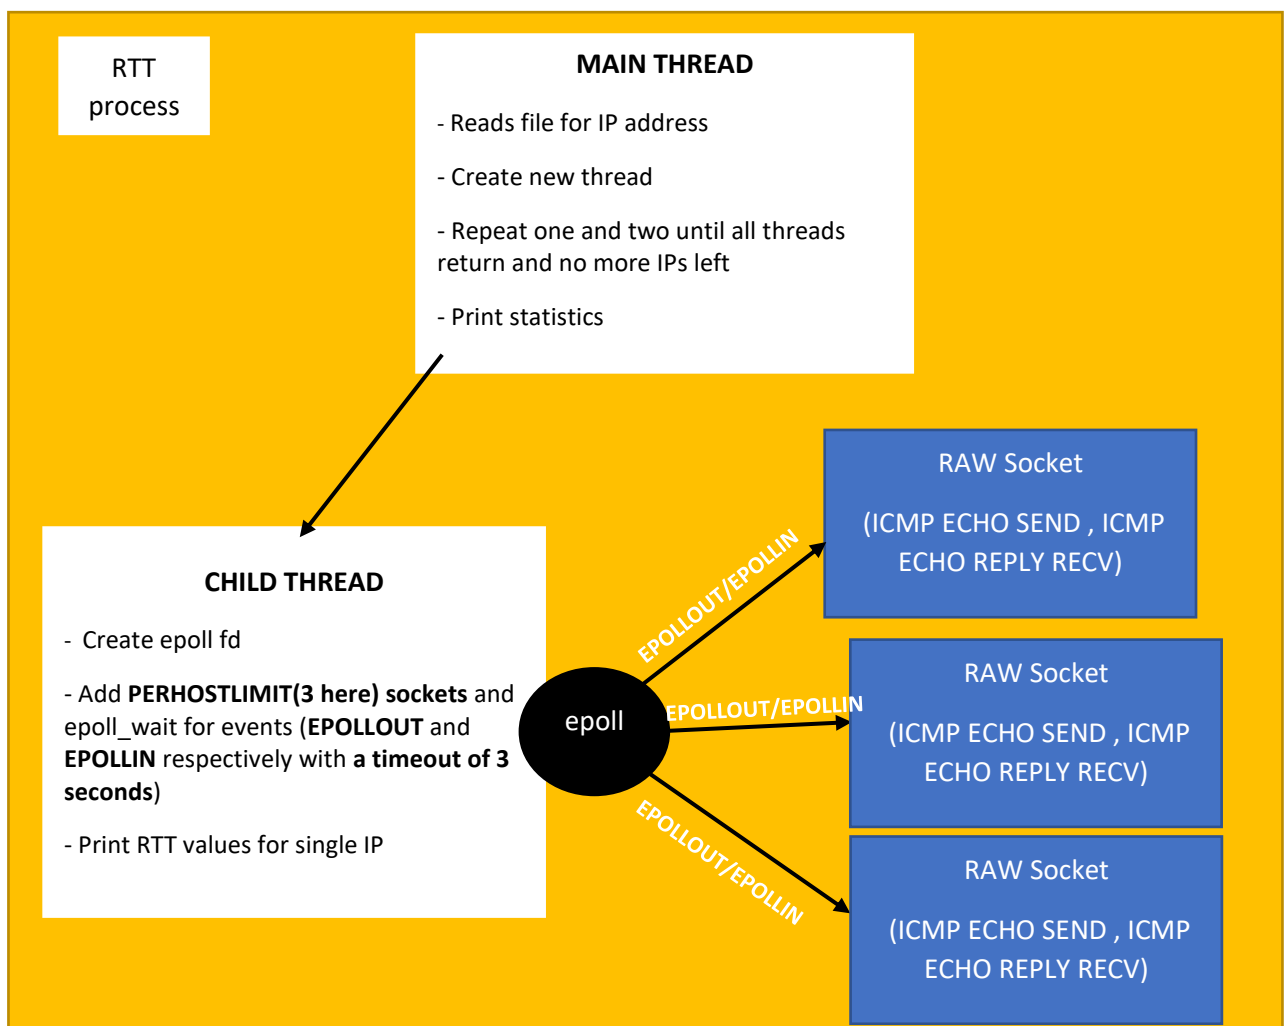 RTT
process
MAIN THREAD
- Reads file for IP address
- Create new thread
- Repeat one and two until all threads
return and no more IPs left
- Print statistics
RAW Socket
(ICMP ECHO SEND , ICMP
ECHO REPLY RECV)
CHILD THREAD
- Create epoll fd
- Add PERHOSTLIMIT(3 here) sockets and
epoll_wait for events (EPOLLOUT and
EPOLLIN respectively with a timeout of 3
seconds)
- Print RTT values for single IP
epoll
EPOLLOUT/EPOLLIN
EPOLLOUT/EPOLLIN
EPOLLOUT/EPOLLIN
RAW Socket
(ICMP ECHO SEND , ICMP
ECHO REPLY RECV)
RAW Socket
(ICMP ECHO SEND , ICMP
ECHO REPLY RECV)